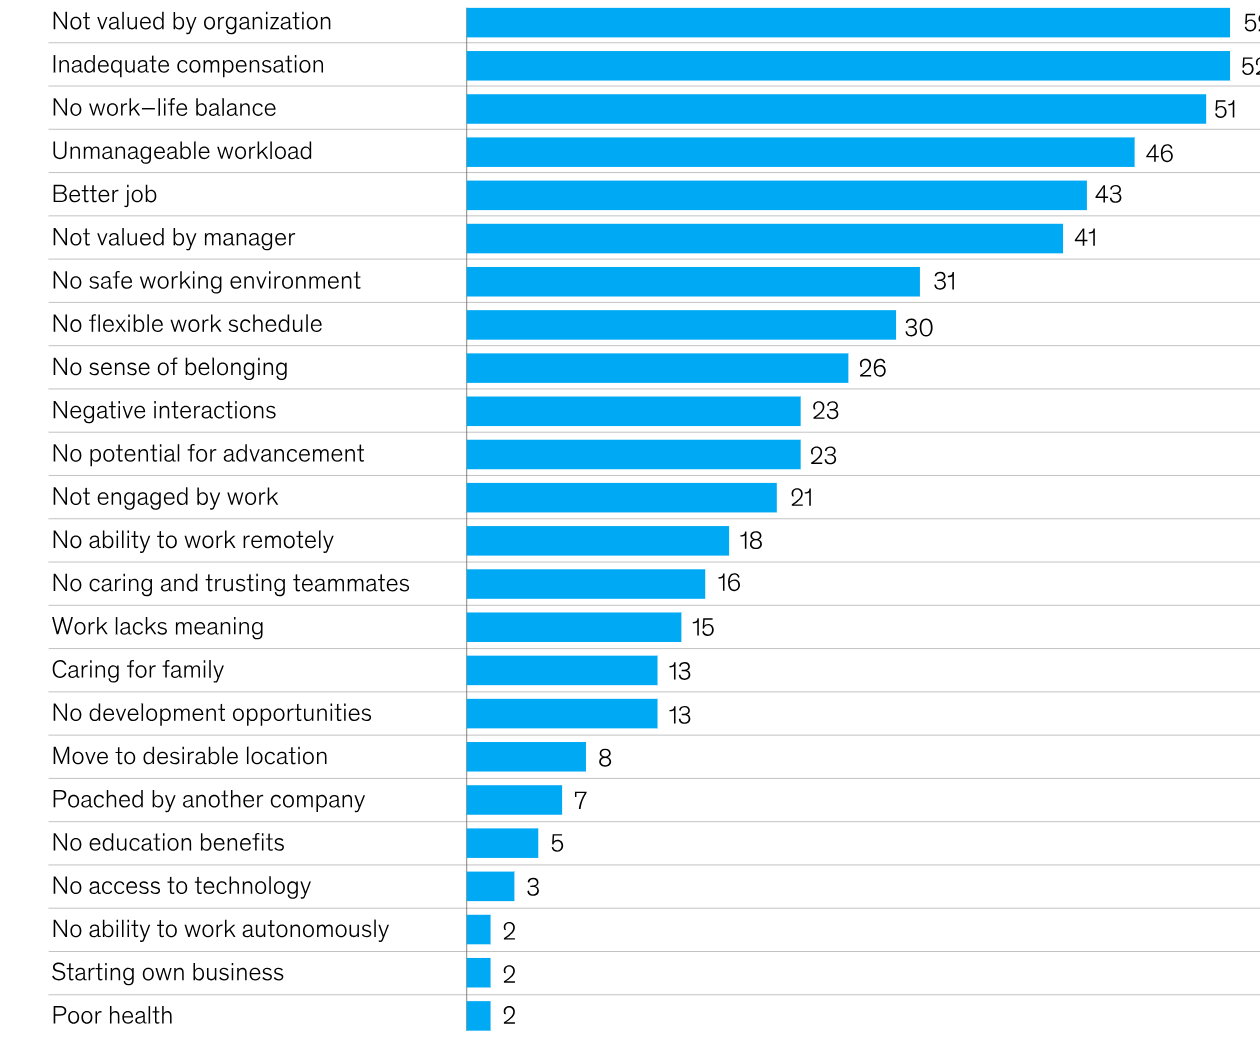 Not valued by organization 52
Inadequate compensation 52
No work–life balance 51
Unmanageable workload 46
Better job 43
Not valued by manager 41
No safe working environment 31
No flexible work schedule 30
No sense of belonging 26
Negative interactions 23
No potential for advancement 23
Not engaged by work 21
No ability to work remotely 18
No caring and trusting teammates 16
Work lacks meaning 15
Caring for family 13
No development opportunities 13
Move to desirable location 8
Poached by another company 7
No education benefits 5
No access to technology 3
No ability to work autonomously 2
Starting own business 2
Poor health 2